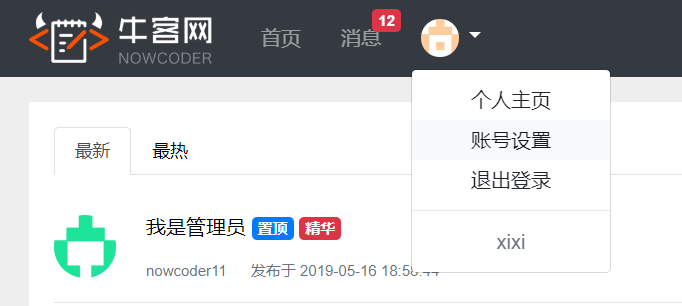 牛客网
NOWCODER
首页 消息 12
个人主页
账号设置
退出登录
xixi
最新 最热
我是管理员 置顶 精华
nowcoder11 发布于 2019-05-16 18:58:44